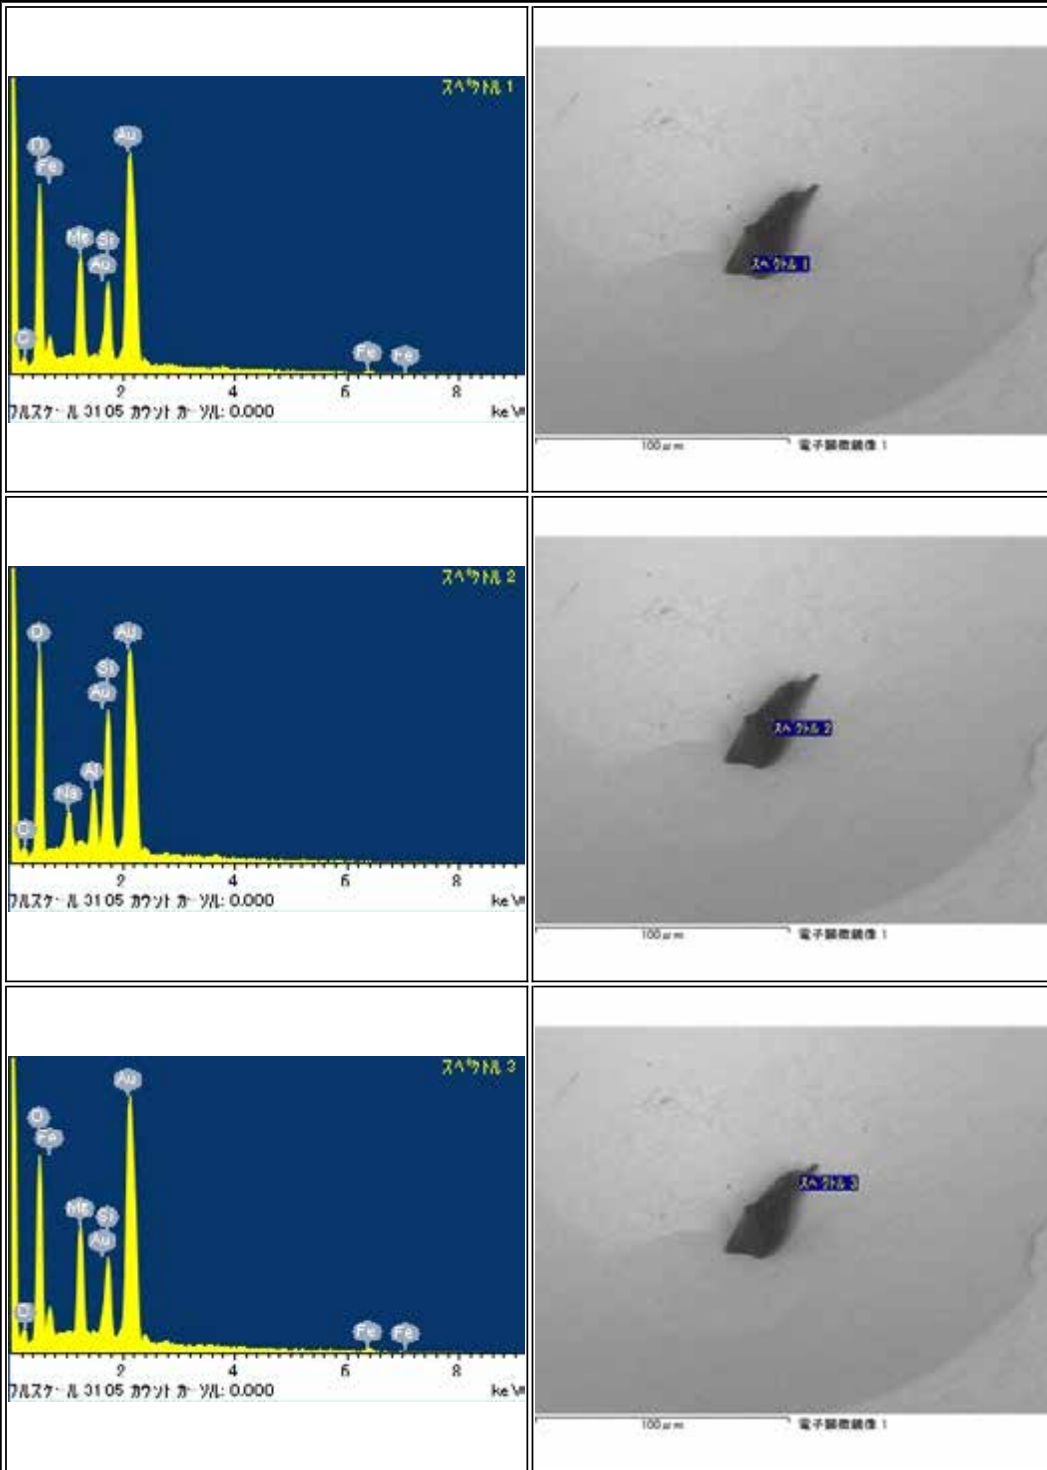 スペクトル 1
Au
O
Fe
Mg
Si
Au
C
Fe
Fe
2
4
6
8
フルスケール 3105 カウント カーソル: 0.000
keV
スペクトル 1
100μm
電子顕微鏡像 1
スペクトル 2
O
Au
Si
Au
Al
Na
C
2
4
6
8
フルスケール 3105 カウント カーソル: 0.000
keV
スペクトル 2
100μm
電子顕微鏡像 1
スペクトル 3
Au
O
Fe
Mg
Si
Au
C
Fe
Fe
2
4
6
8
フルスケール 3105 カウント カーソル: 0.000
keV
スペクトル 3
100μm
電子顕微鏡像 1